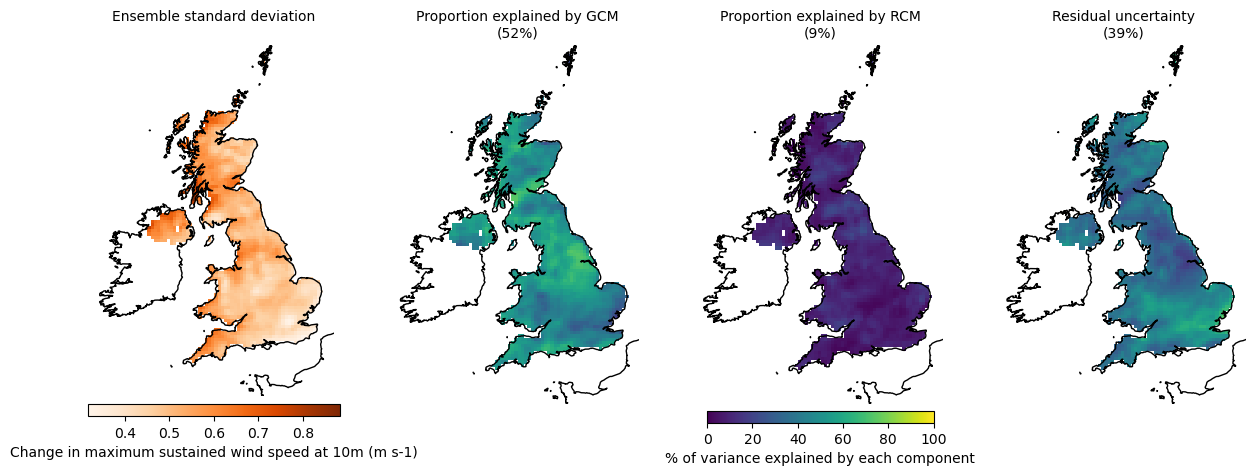 Ensemble standard deviation
Proportion explained by GCM
(52%)
Proportion explained by RCM
(9%)
Residual uncertainty
(39%)
0.4 0.5 0.6 0.7 0.8
Change in maximum sustained wind speed at 10m (m s-1)
0 20 40 60 80 100
% of variance explained by each component